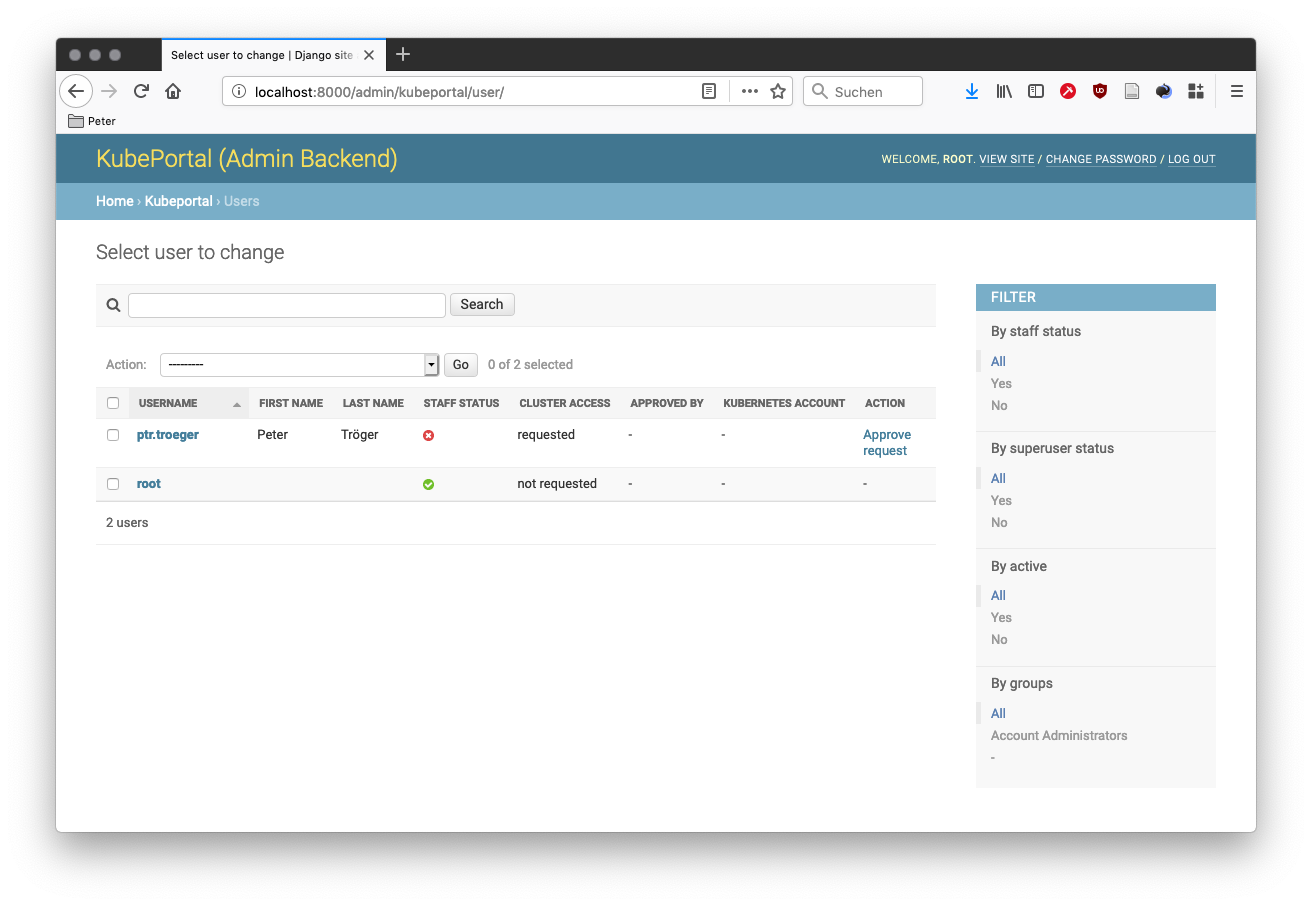 Select user to change | Django site
localhost:8000/admin/kubeportal/user/
Suchen
Peter
KubePortal (Admin Backend)
WELCOME, ROOT. VIEW SITE / CHANGE PASSWORD / LOG OUT
Home › Kubeportal › Users
Select user to change
Search
Action: --------- Go 0 of 2 selected
USERNAME FIRST NAME LAST NAME STAFF STATUS CLUSTER ACCESS APPROVED BY KUBERNETES ACCOUNT ACTION
ptr.troeger Peter Tröger requested - - Approve
request
root not requested - - -
2 users
FILTER
By staff status
All
Yes
No
By superuser status
All
Yes
No
By active
All
Yes
No
By groups
All
Account Administrators
-